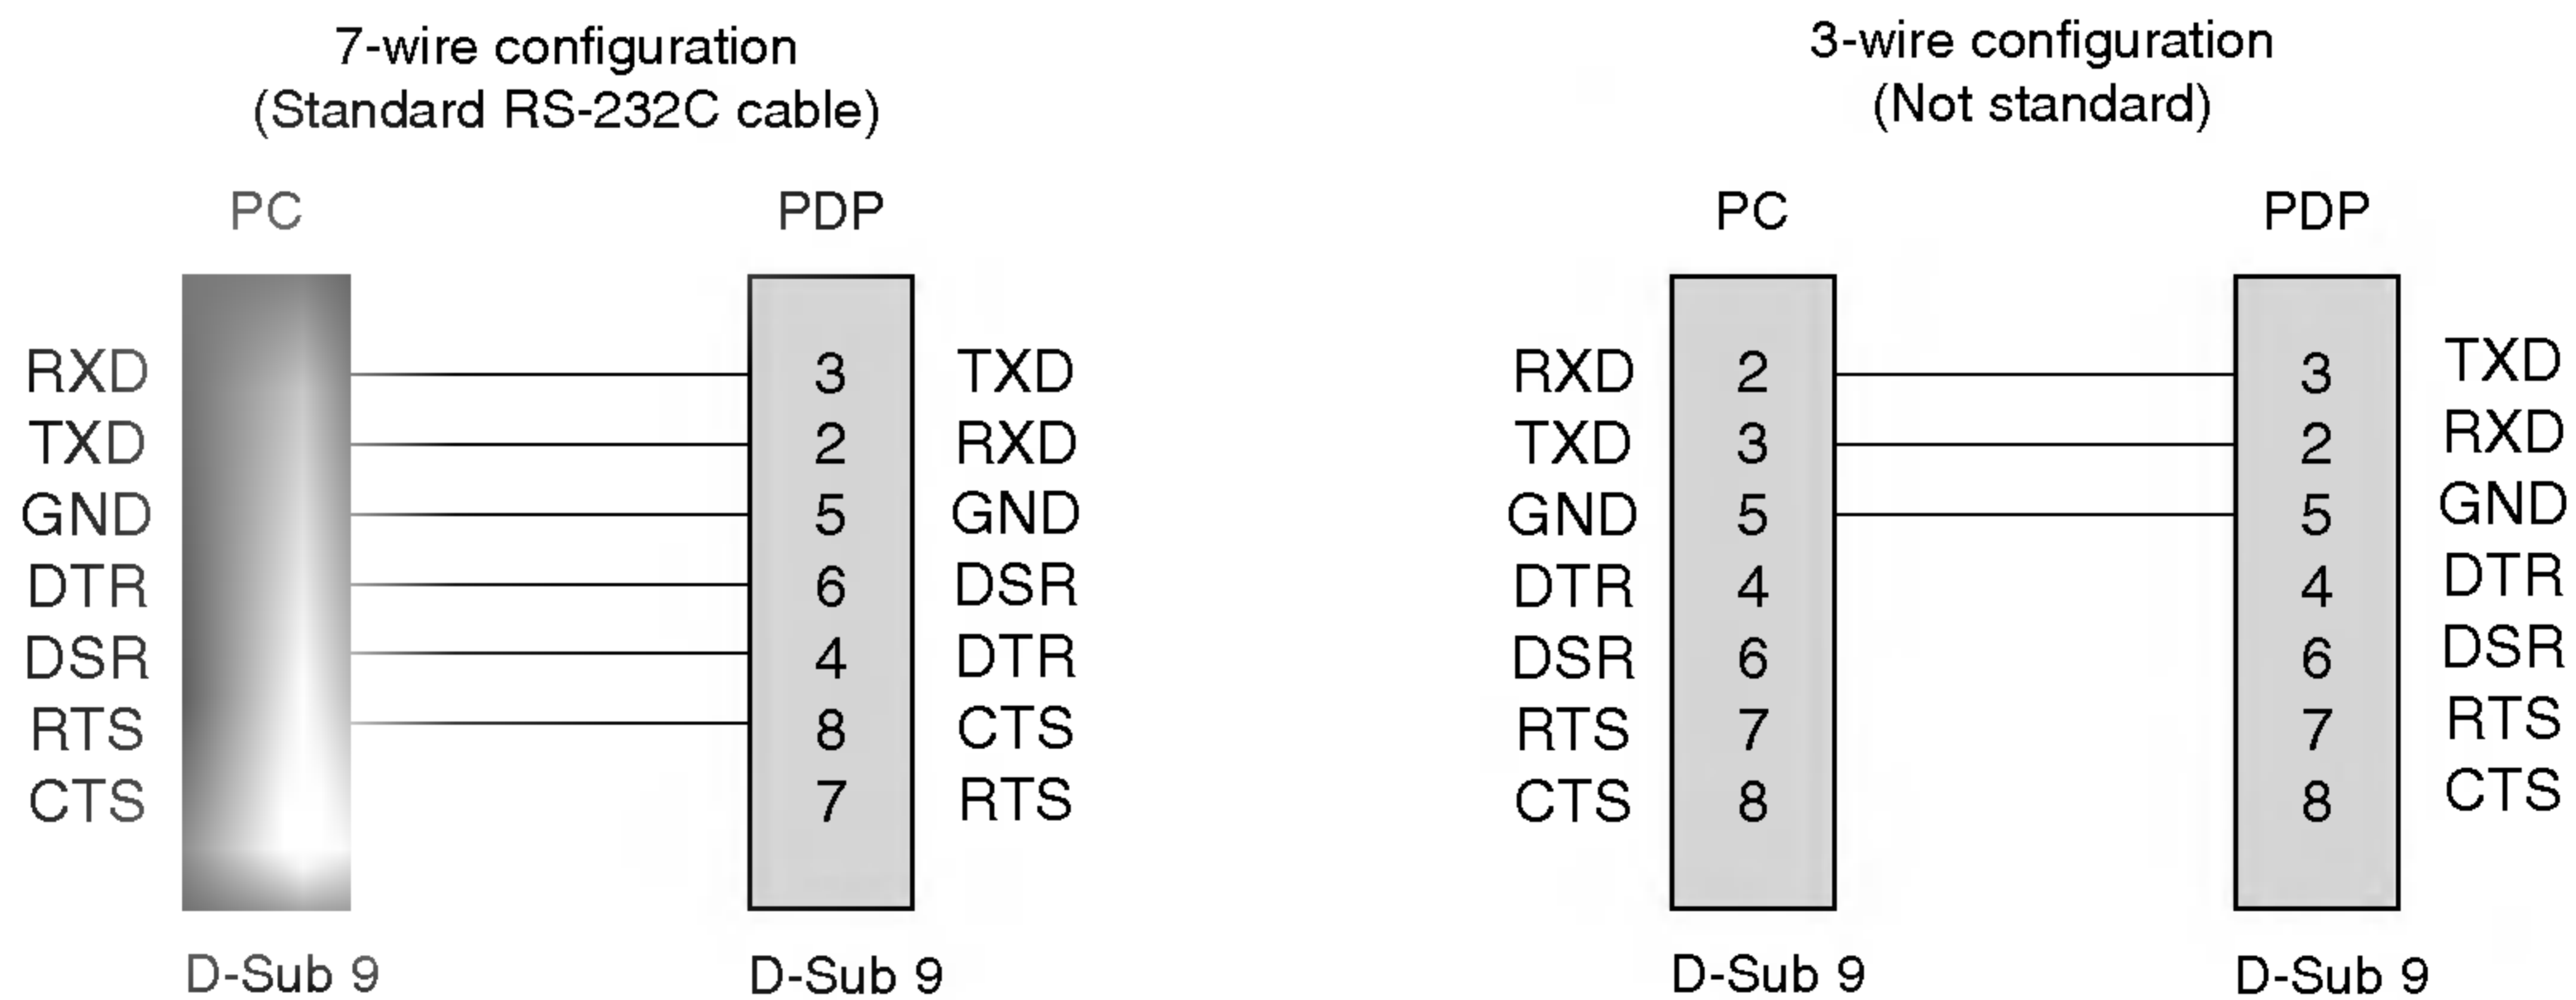 7-wire configuration
(Standard RS-232C cable)
PC PDP
RXD 3 TXD
TXD 2 RXD
GND 5 GND
DTR 6 DSR
DSR 4 DTR
RTS 8 CTS
CTS 7 RTS
D-Sub 9 D-Sub 9
3-wire configuration
(Not standard)
PC PDP
RXD 2 3 TXD
TXD 3 2 RXD
GND 5 5 GND
DTR 4 4 DTR
DSR 6 6 DSR
RTS 7 7 RTS
CTS 8 8 CTS
D-Sub 9 D-Sub 9